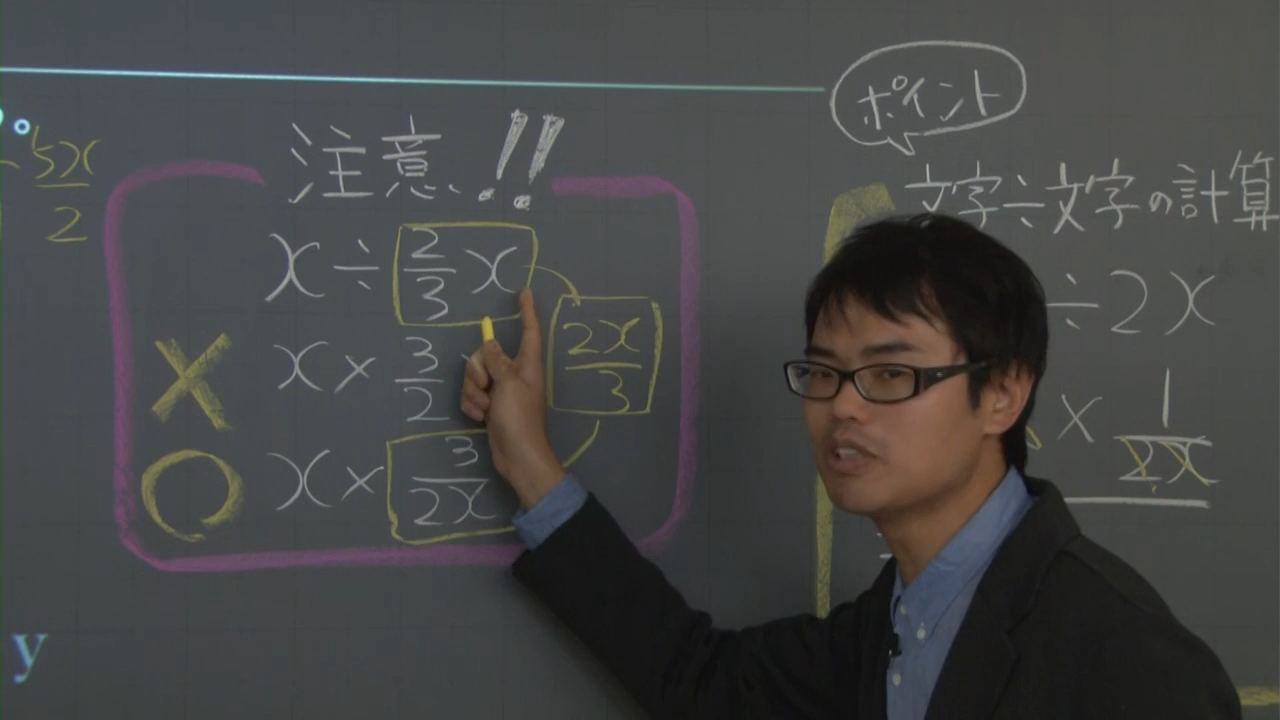 5x/2
注意!!
x÷ 2/3 x
× x× 3/2
2x/3
○ x× 3/2x
y
ポイント
文字÷文字の計算
÷2x
× 1/2x